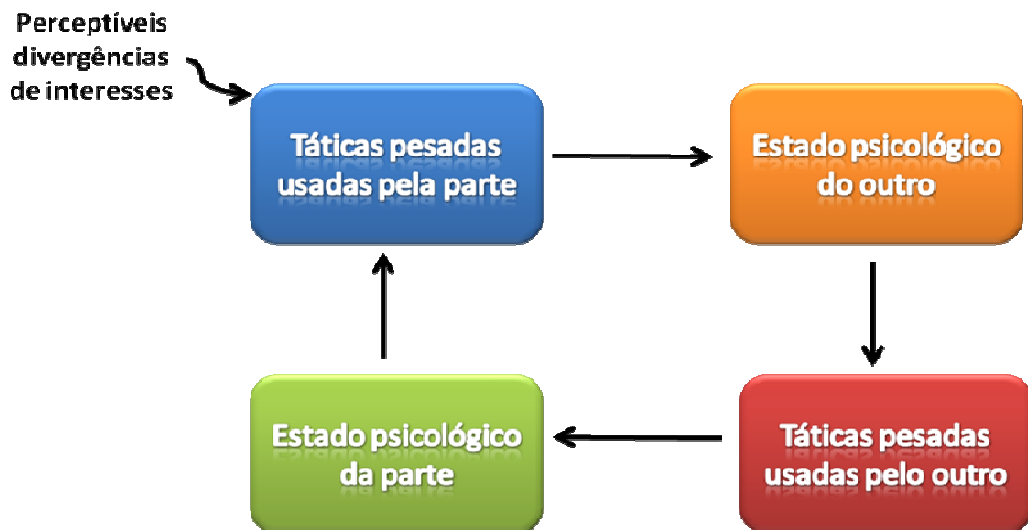 Perceptíveis
divergências
de interesses
Táticas pesadas
usadas pela parte
Estado psicológico
do outro
Estado psicológico
da parte
Táticas pesadas
usadas pelo outro